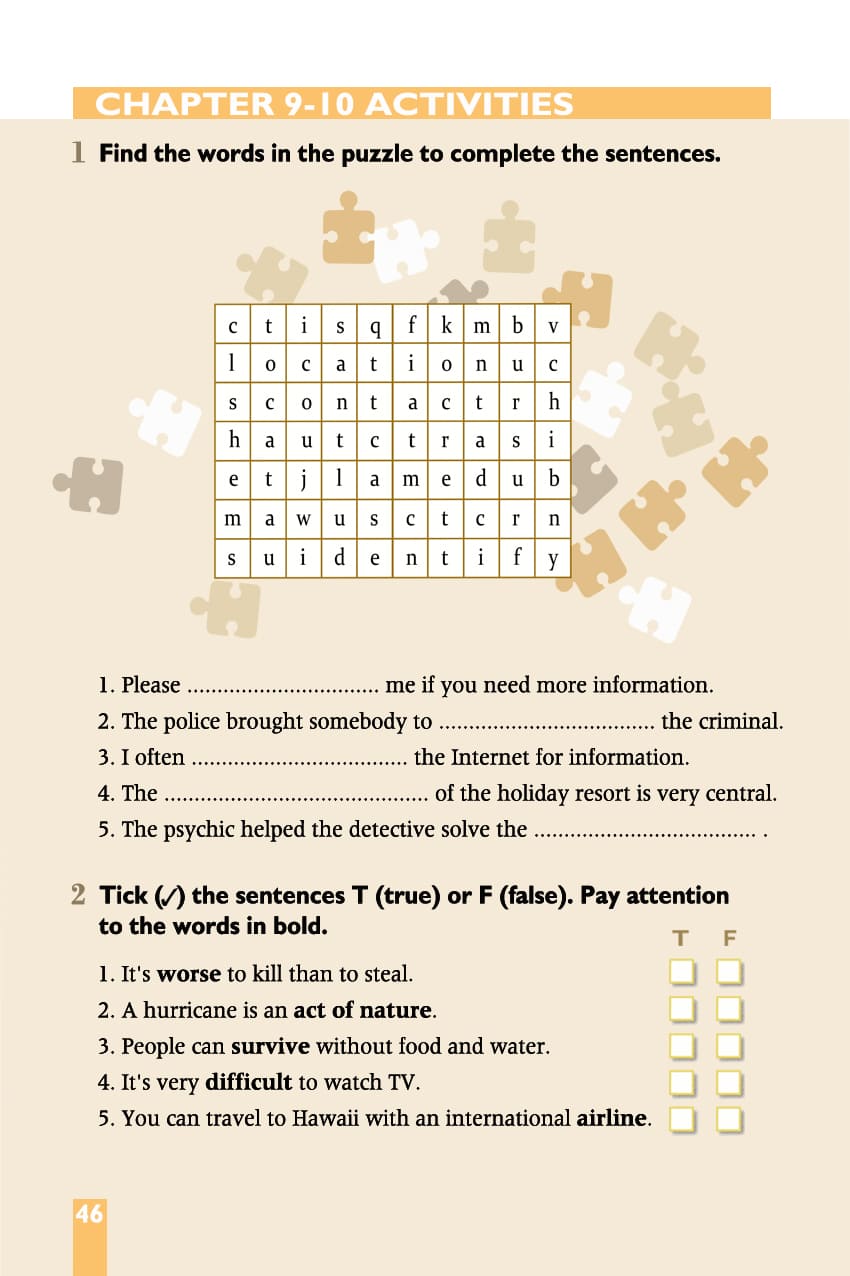 CHAPTER 9-10 ACTIVITIES
1 Find the words in the puzzle to complete the sentences.
c t i s q f k m b v
l o c a t i o n u c
s c o n t a c t r h
h a u t c t r a s i
e t j l a m e d u b
m a w u s c t c r n
s u i d e n t i f y
1. Please ................................ me if you need more information.
2. The police brought somebody to .................................... the criminal.
3. I often .................................... the Internet for information.
4. The ............................................ of the holiday resort is very central.
5. The psychic helped the detective solve the ..................................... .
2 Tick (✓) the sentences T (true) or F (false). Pay attention
to the words in bold.
T F
1. It's worse to kill than to steal.
2. A hurricane is an act of nature.
3. People can survive without food and water.
4. It's very difficult to watch TV.
5. You can travel to Hawaii with an international airline.
46